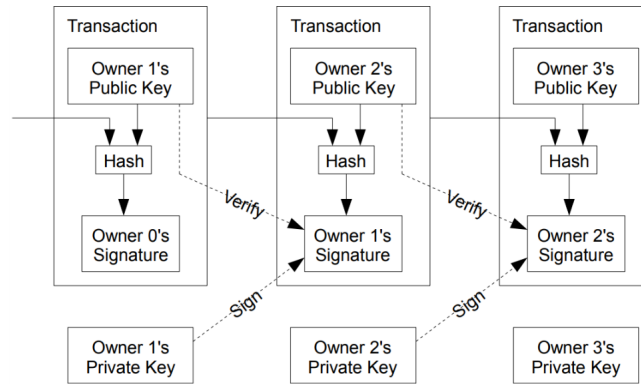 Transaction
Owner 1's
Public Key
Hash
Owner 0's
Signature
Transaction
Owner 2's
Public Key
Hash
Verify
Owner 1's
Signature
Transaction
Owner 3's
Public Key
Hash
Verify
Owner 2's
Signature
Sign
Sign
Owner 1's
Private Key
Owner 2's
Private Key
Owner 3's
Private Key